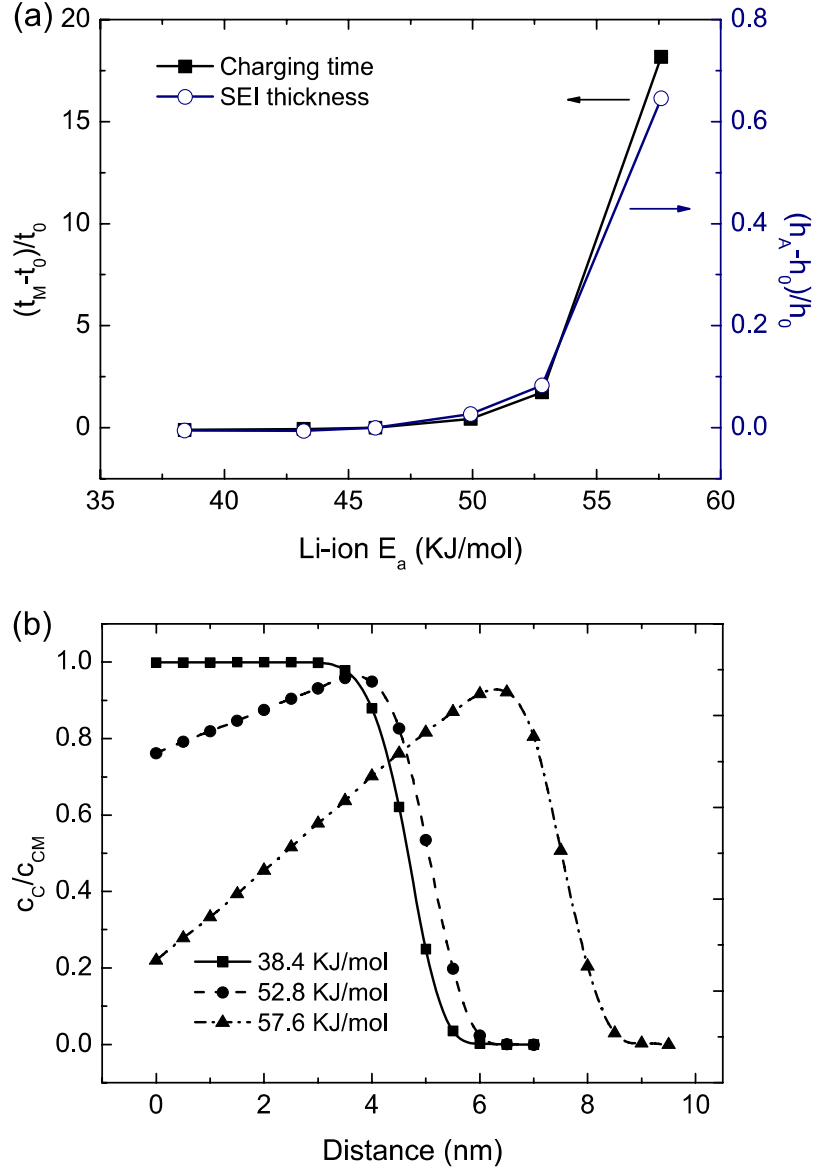 (a)
20
15
10
5
0
(t_M-t_0)/t_0
Charging time
SEI thickness
0.8
0.6
0.4
0.2
0.0
(h_A-h_0)/h_0
35 40 45 50 55 60
Li-ion E_a (KJ/mol)
(b)
1.0
0.8
0.6
0.4
0.2
0.0
c_C/c_CM
38.4 KJ/mol
52.8 KJ/mol
57.6 KJ/mol
0 2 4 6 8 10
Distance (nm)